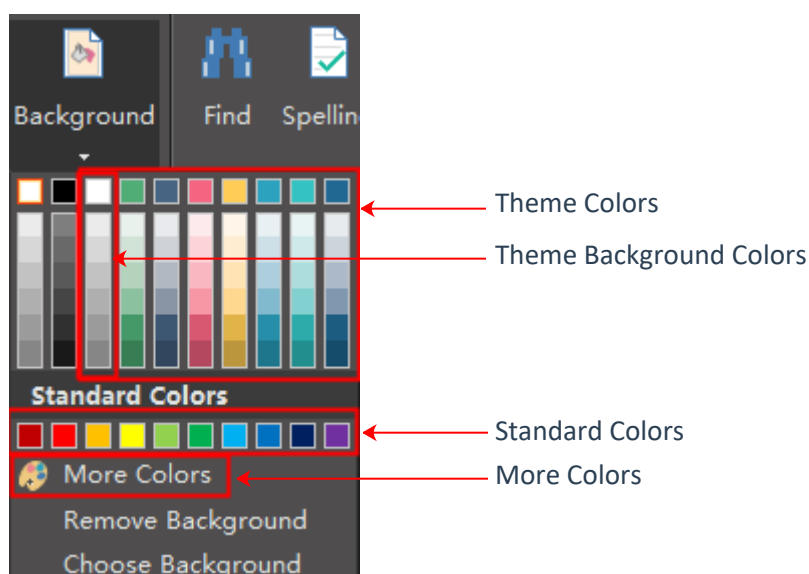 Background
Find
Spellin
Theme Colors
Theme Background Colors
Standard Colors
Standard Colors
More Colors
More Colors
Remove Background
Choose Background